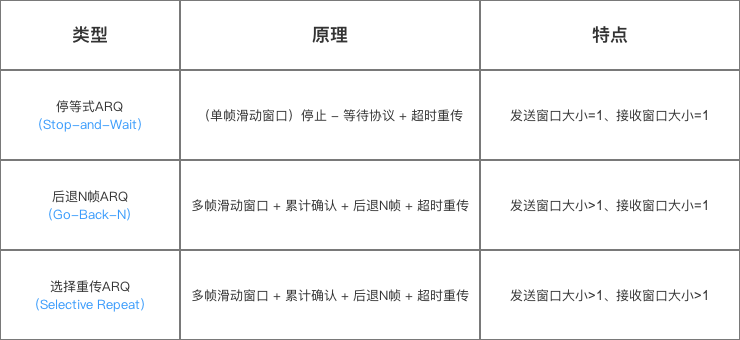 类型
原理
特点
停等式ARQ
（Stop-and-Wait）
（单帧滑动窗口）停止 - 等待协议 + 超时重传
发送窗口大小=1、接收窗口大小=1
后退N帧ARQ
（Go-Back-N）
多帧滑动窗口 + 累计确认 + 后退N帧 + 超时重传
发送窗口大小>1、接收窗口大小=1
选择重传ARQ
（Selective Repeat）
多帧滑动窗口 + 累计确认 + 后退N帧 + 超时重传
发送窗口大小>1、接收窗口大小>1